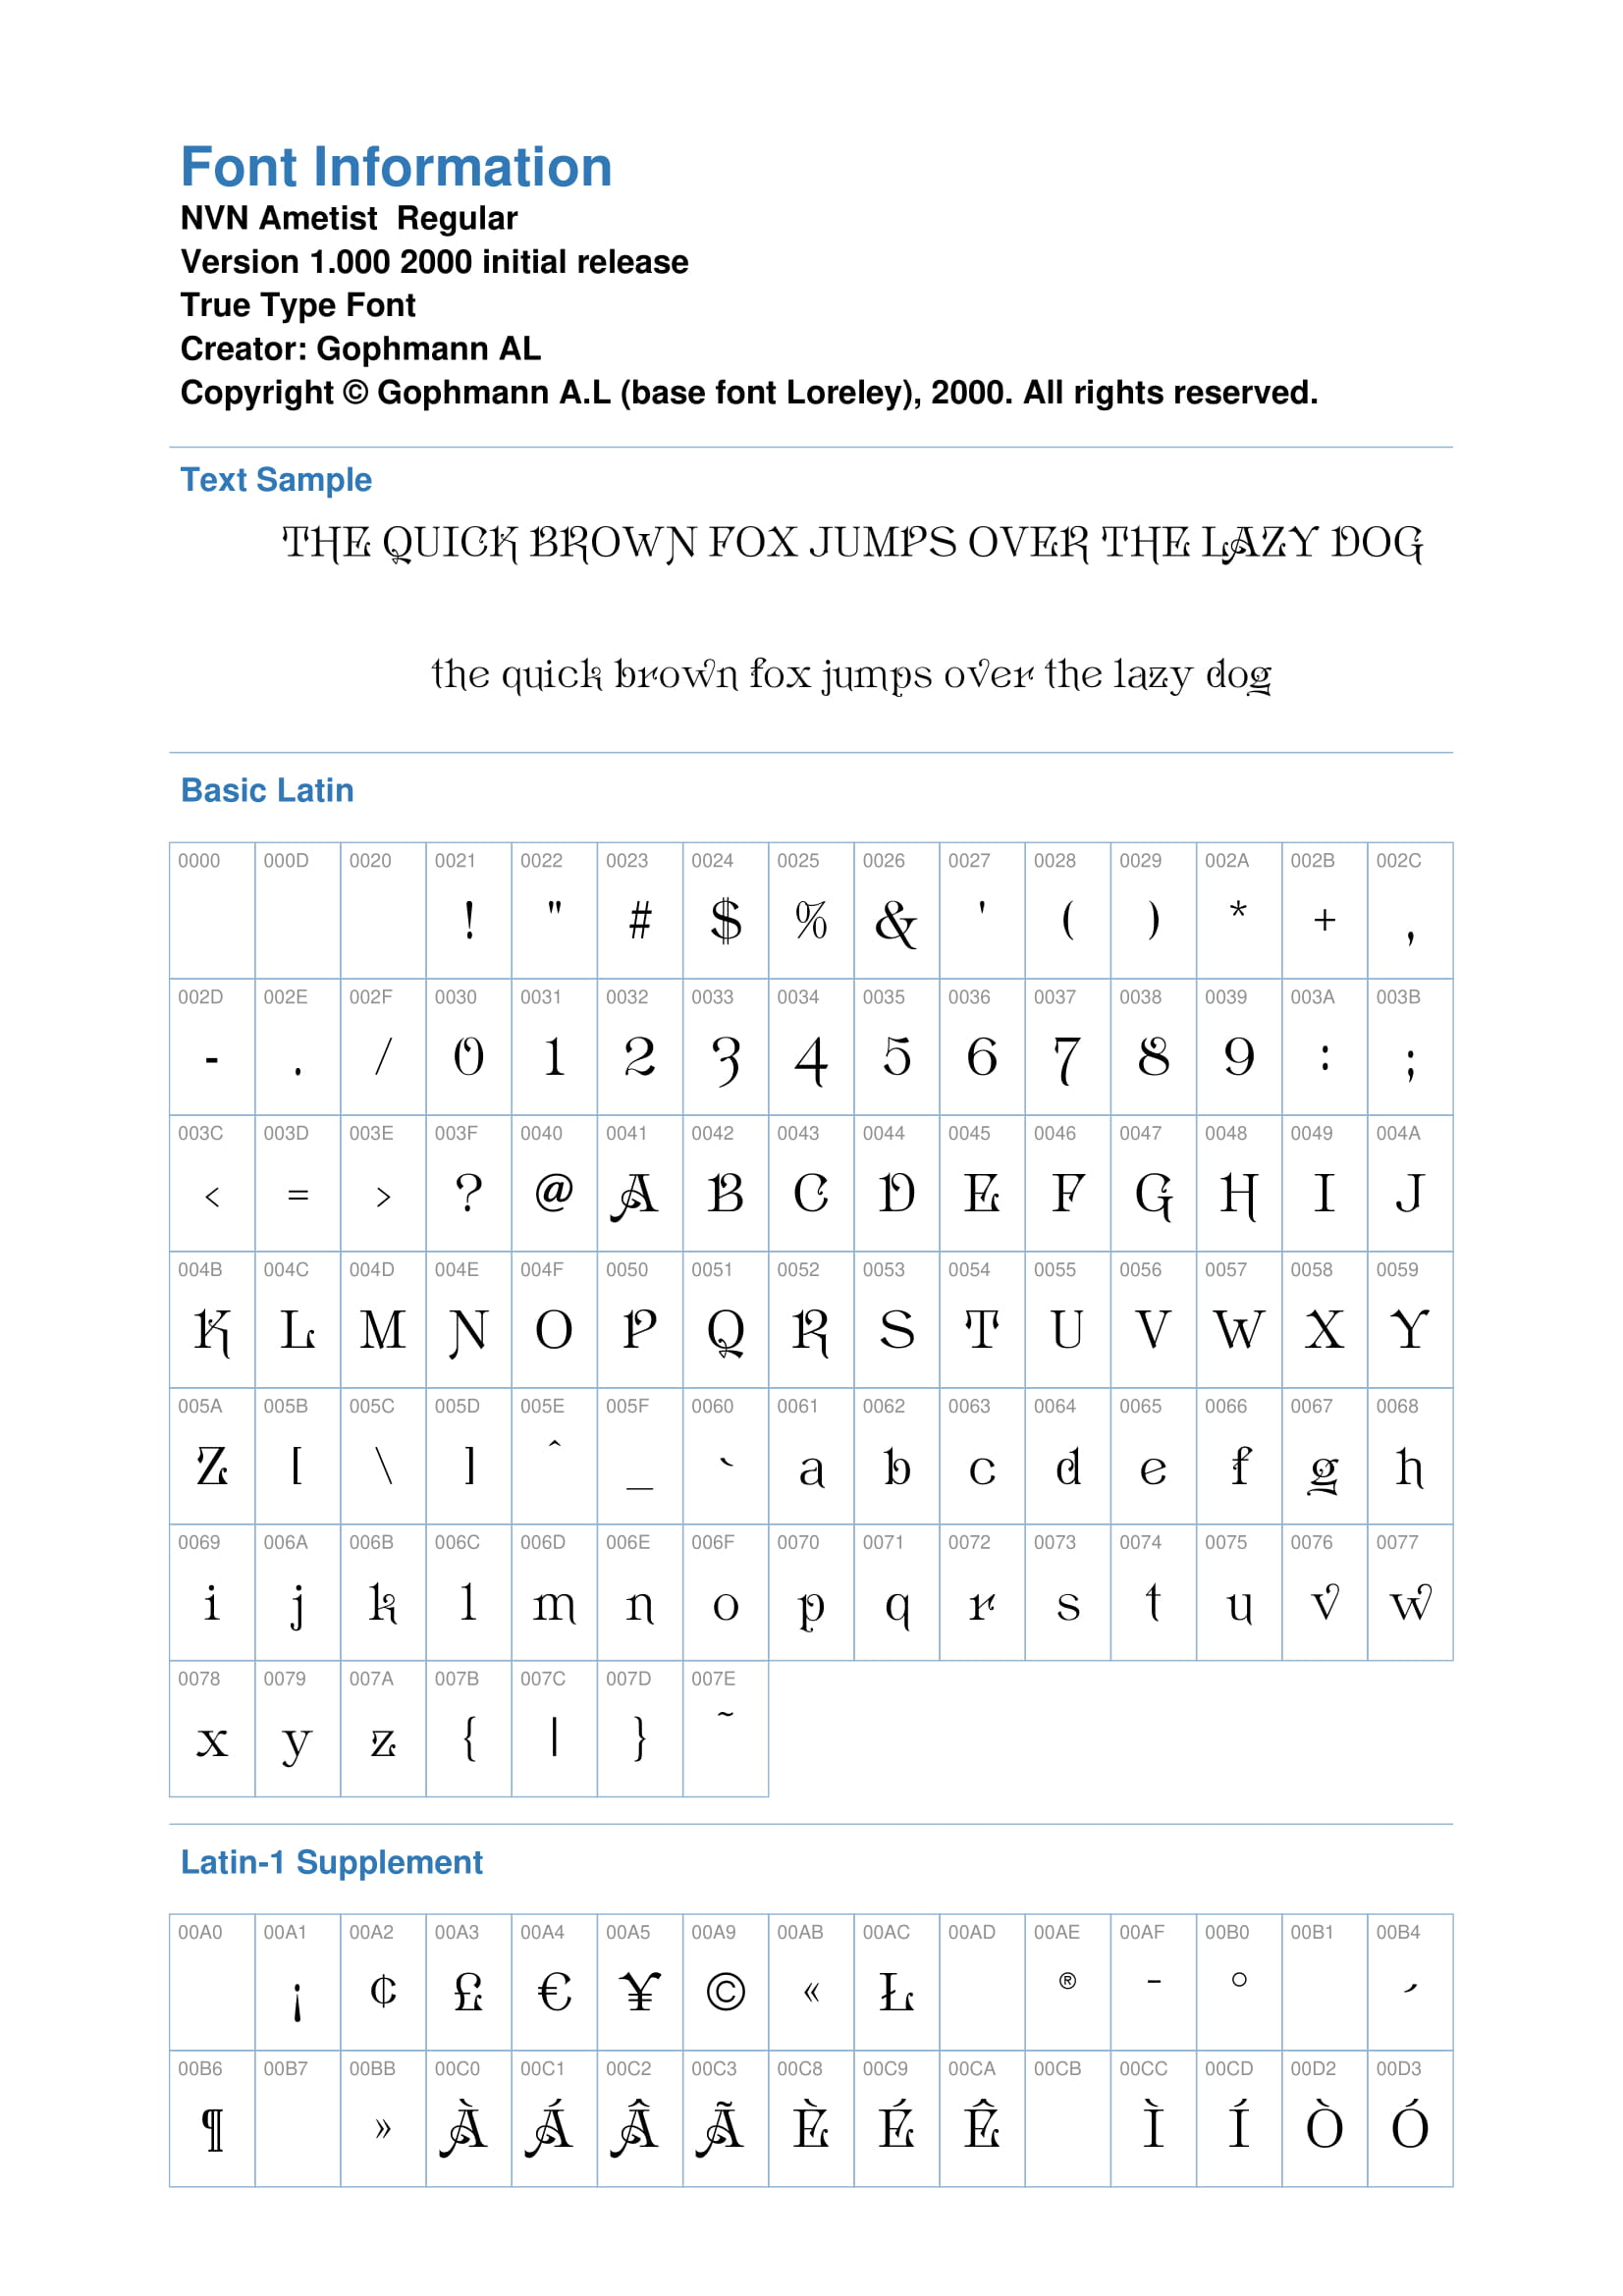 Font Information
NVN Ametist  Regular
Version 1.000 2000 initial release
True Type Font
Creator: Gophmann AL
Copyright © Gophmann A.L (base font Loreley), 2000. All rights reserved.
Text Sample
THE QUICK BROWN FOX JUMPS OVER THE LAZY DOG
the quick brown fox jumps over the lazy dog
Basic Latin
0000 000D 0020 0021 0022 0023 0024 0025 0026 0027 0028 0029 002A 002B 002C
! " # $ % & ' ( ) * + ,
002D 002E 002F 0030 0031 0032 0033 0034 0035 0036 0037 0038 0039 003A 003B
- . / 0 1 2 3 4 5 6 7 8 9 : ;
003C 003D 003E 003F 0040 0041 0042 0043 0044 0045 0046 0047 0048 0049 004A
< = > ? @ A B C D E F G H I J
004B 004C 004D 004E 004F 0050 0051 0052 0053 0054 0055 0056 0057 0058 0059
K L M N O P Q R S T U V W X Y
005A 005B 005C 005D 005E 005F 0060 0061 0062 0063 0064 0065 0066 0067 0068
Z [ \ ] ^ _ ` a b c d e f g h
0069 006A 006B 006C 006D 006E 006F 0070 0071 0072 0073 0074 0075 0076 0077
i j k l m n o p q r s t u v w
0078 0079 007A 007B 007C 007D 007E
x y z { | } ~
Latin-1 Supplement
00A0 00A1 00A2 00A3 00A4 00A5 00A9 00AB 00AC 00AD 00AE 00AF 00B0 00B1 00B4
¡ ¢ £ € ¥ © « Ł ® ¯ ° ´
00B6 00B7 00BB 00C0 00C1 00C2 00C3 00C8 00C9 00CA 00CB 00CC 00CD 00D2 00D3
¶ » À Á Â Ã È É Ê Ì Í Ò Ó